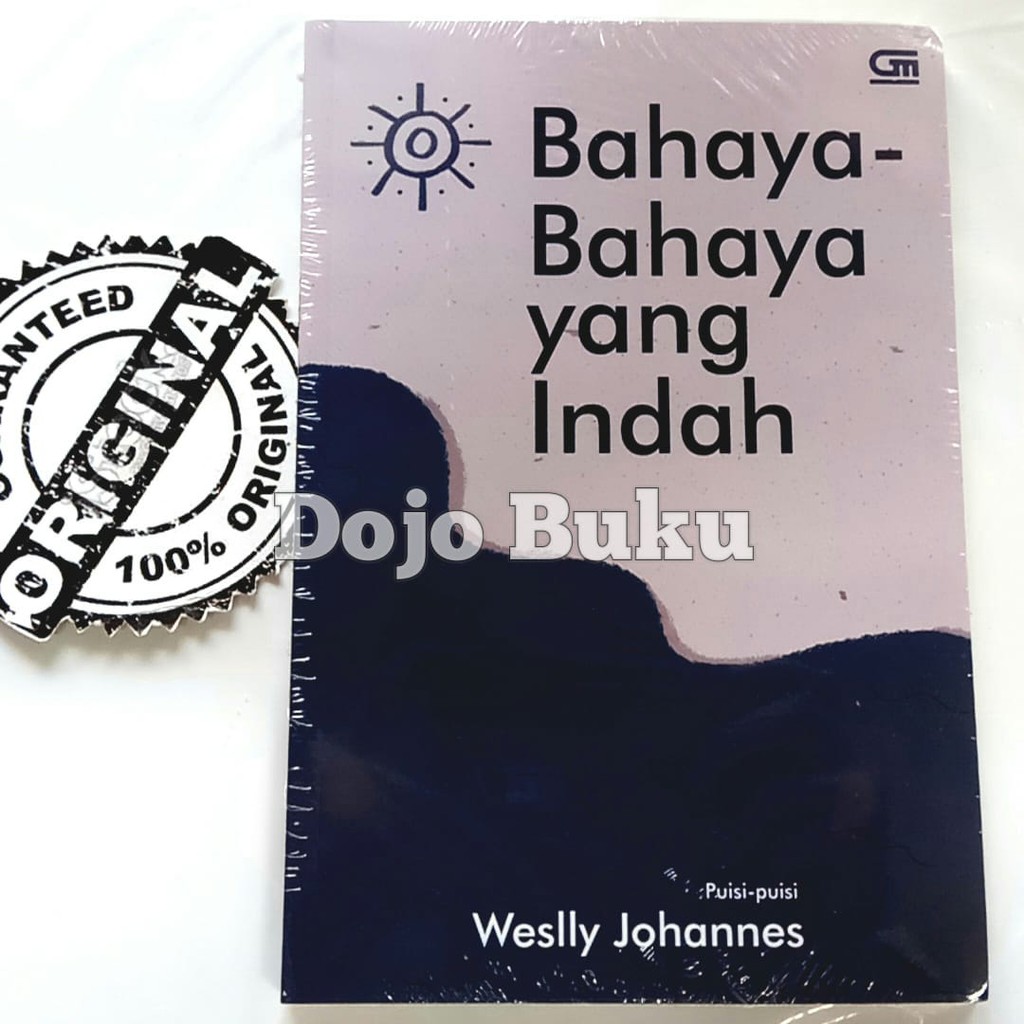 GM
Bahaya-
Bahaya
yang
Indah
GUARANTEED
ORIGINAL
100% ORIGINAL
Dojo Buku
Puisi-puisi
Weslly Johannes